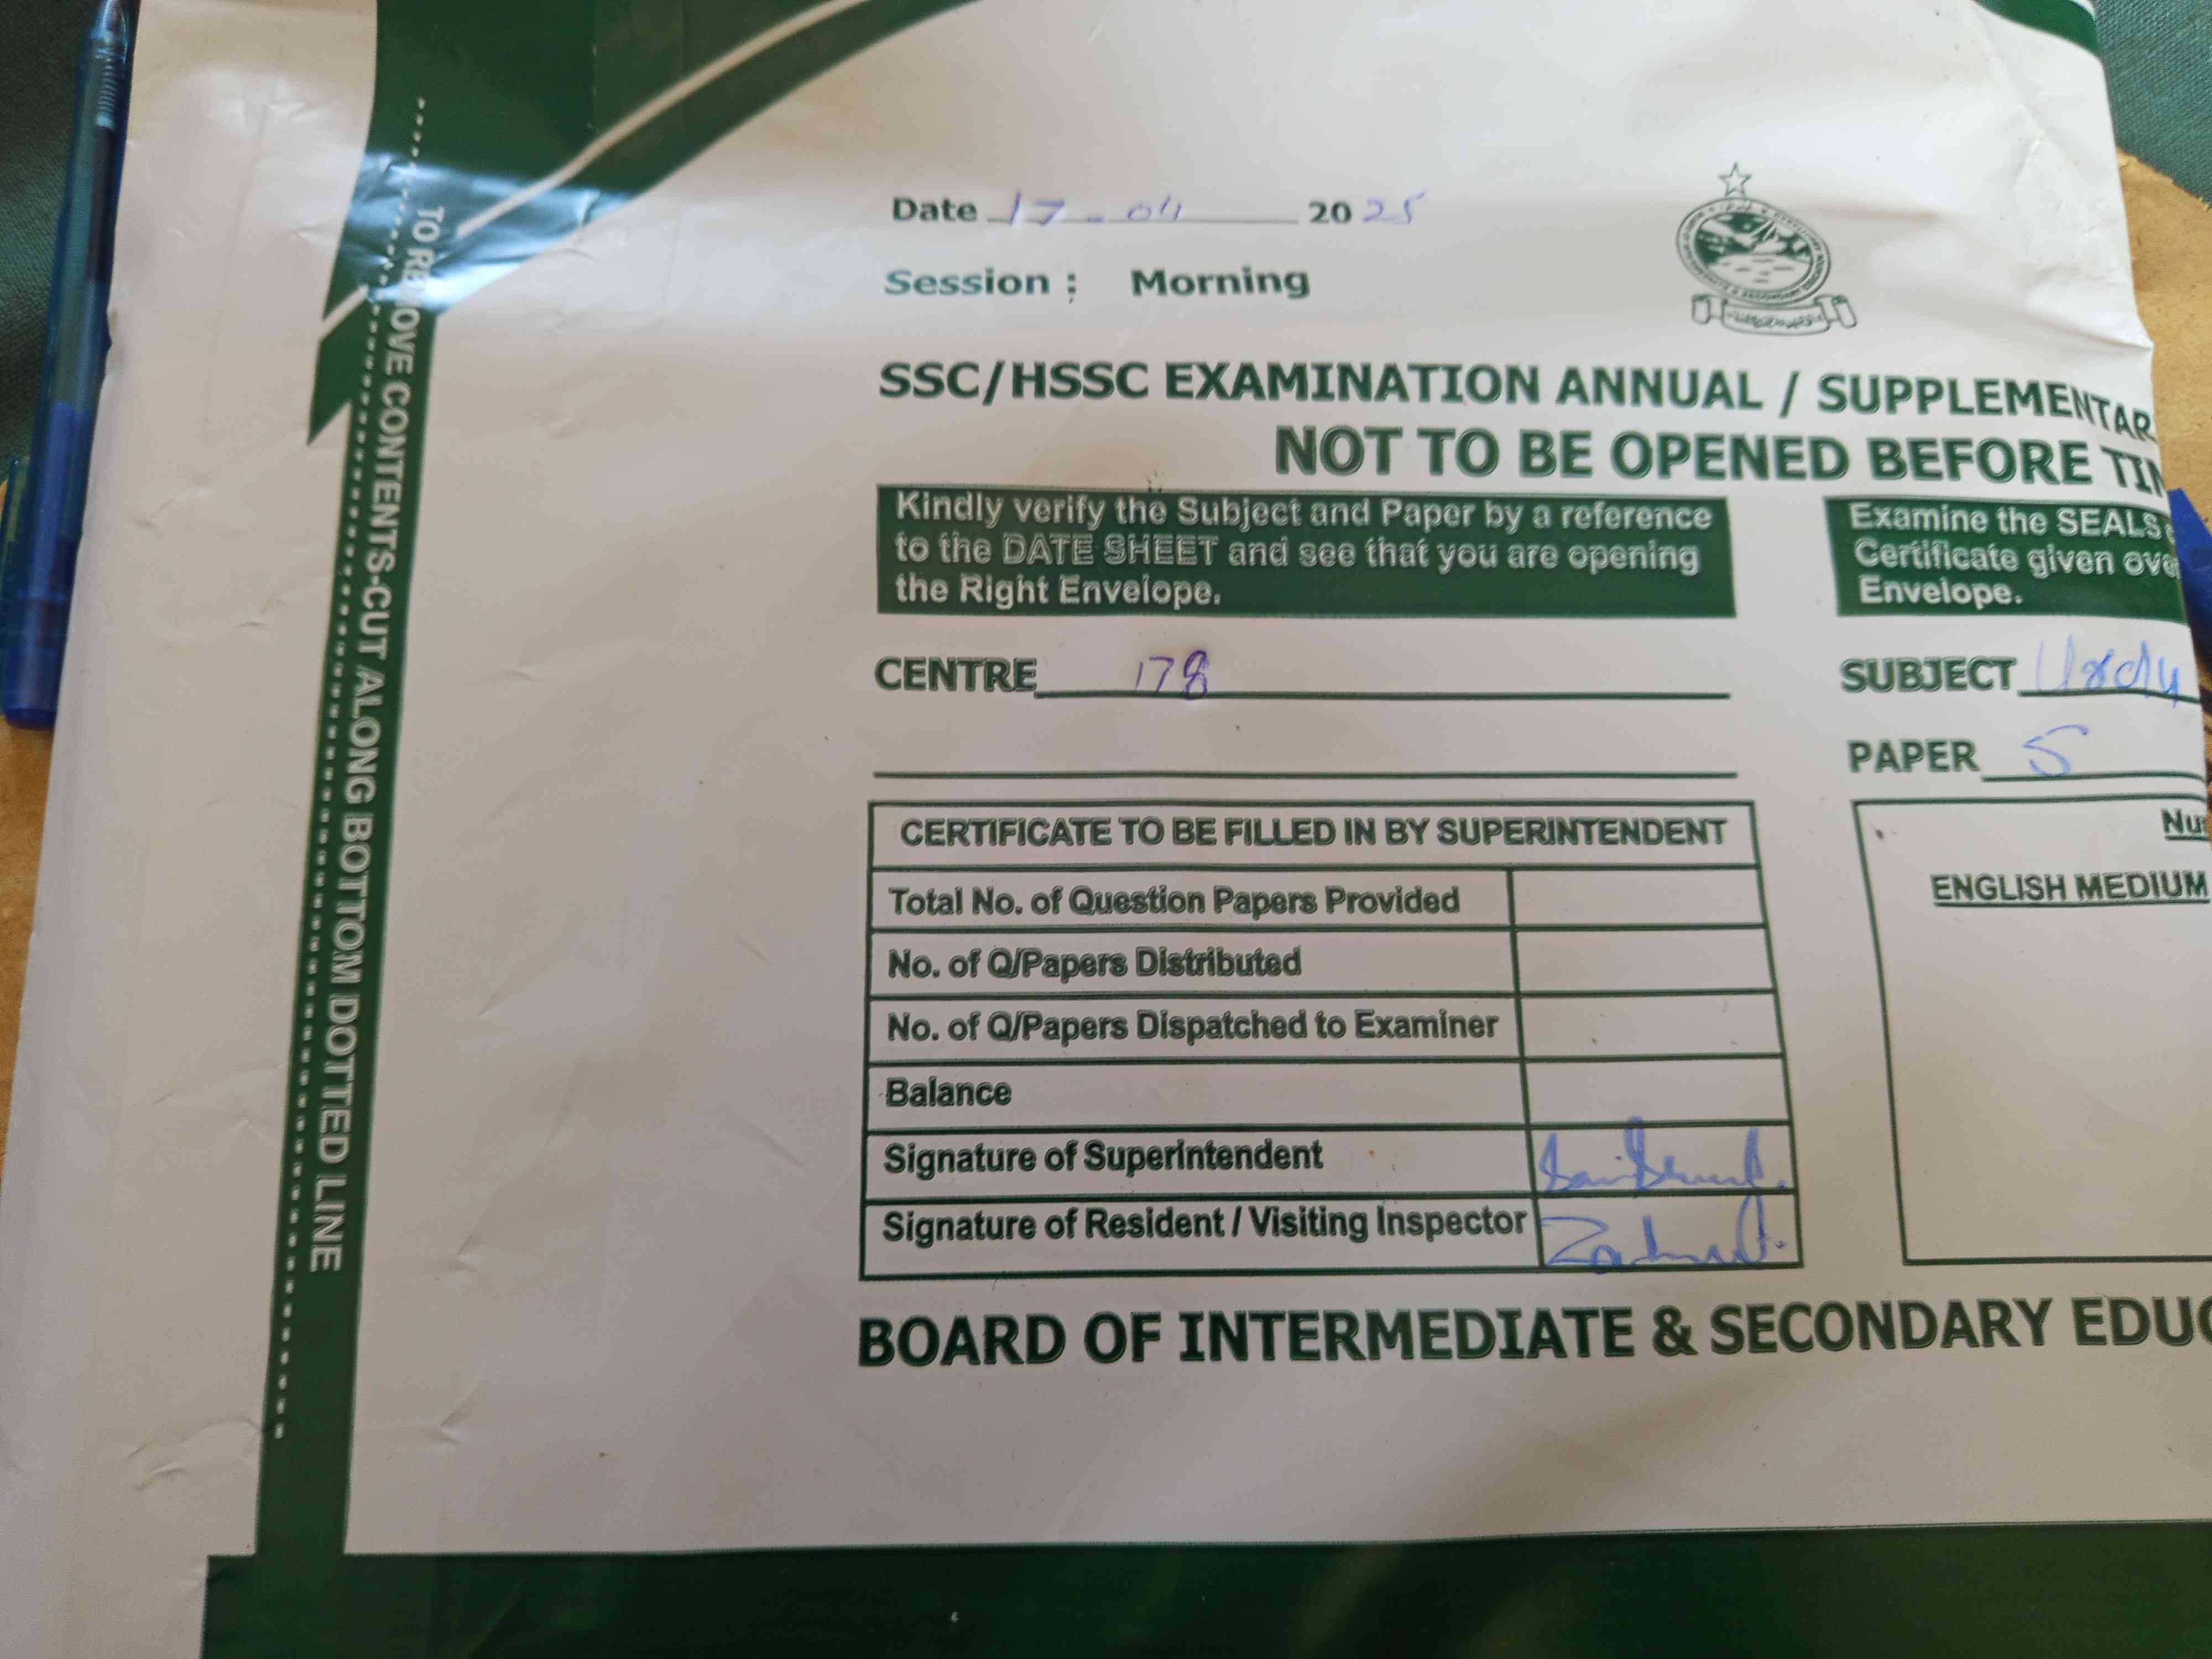 Date 17-04 2025
Session : Morning
SSC/HSSC EXAMINATION ANNUAL / SUPPLEMENTAR
NOT TO BE OPENED BEFORE TIM
Kindly verify the Subject and Paper by a reference
to the DATE SHEET and see that you are opening
the Right Envelope.
Examine the SEALS
Certificate given ove
Envelope.
CENTRE 178
SUBJECT Urdu
PAPER 5
CERTIFICATE TO BE FILLED IN BY SUPERINTENDENT
Total No. of Question Papers Provided
No. of Q/Papers Distributed
No. of Q/Papers Dispatched to Examiner
Balance
Signature of Superintendent
Signature of Resident / Visiting Inspector
Nu
ENGLISH MEDIUM
BOARD OF INTERMEDIATE & SECONDARY EDUC
TO REMOVE CONTENTS-CUT ALONG BOTTOM DOTTED LINE